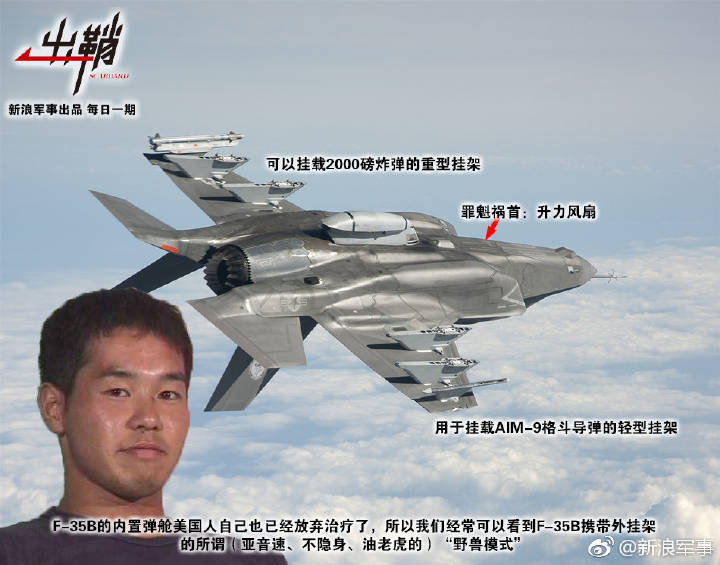 出鞘
SCABBARD
新浪军事出品 每日一期
可以挂载2000磅炸弹的重型挂架
罪魁祸首：升力风扇
用于挂载AIM-9格斗导弹的轻型挂架
F-35B的内置弹舱美国人自己也已经放弃治疗了，所以我们经常可以看到F-35B携带外挂架
的所谓（亚音速、不隐身、油老虎的）“野兽模式”
@新浪军事